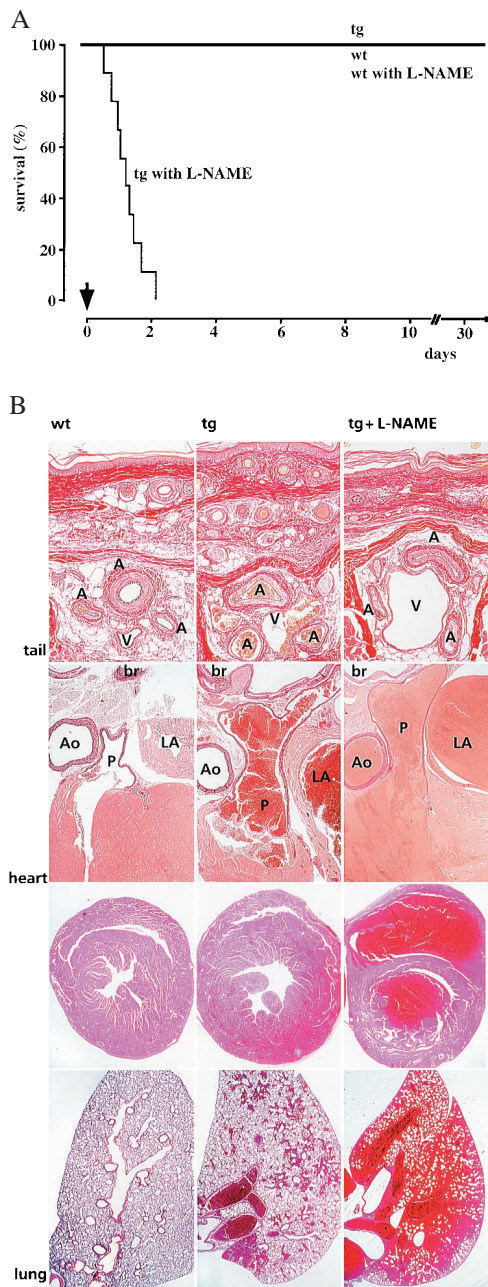 A
tg
wt
wt with L-NAME
tg with L-NAME
survival (%)
100
80
60
40
20
0
0 2 4 6 8 10 30
days
B
wt tg tg + L-NAME
A A A V
A A A V
A A A V
tail
br Ao P LA
br Ao P LA
br Ao P LA
heart
lung